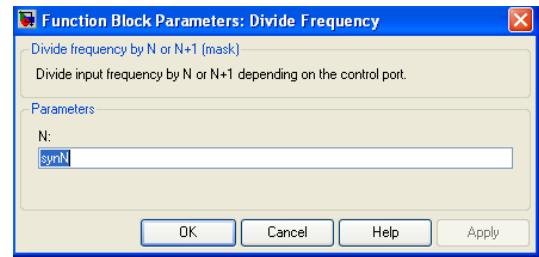 Function Block Parameters: Divide Frequency
Divide frequency by N or N+1 (mask)
Divide input frequency by N or N+1 depending on the control port.
Parameters
N:
synN
OK Cancel Help Apply